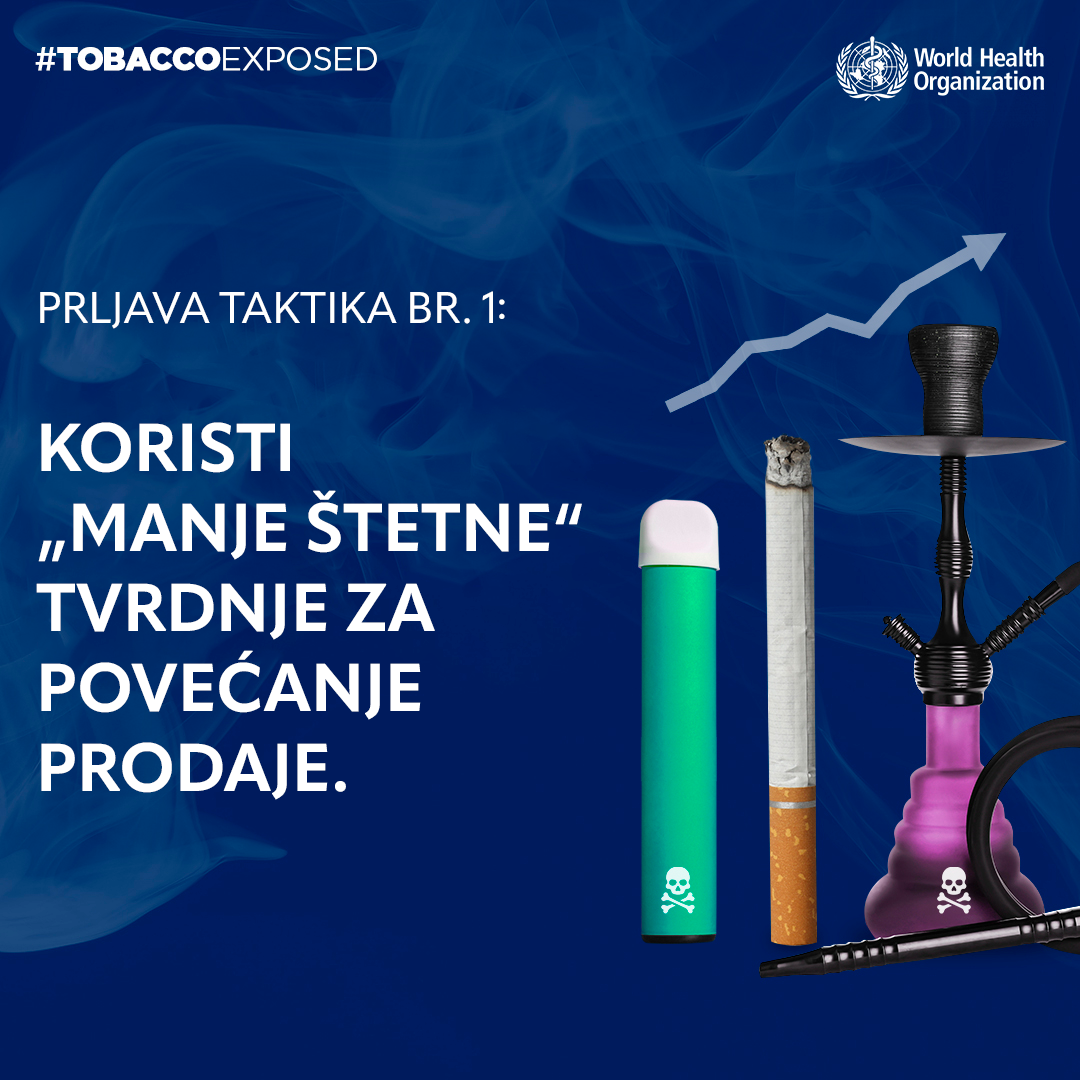 #TOBACCOEXPOSED
World Health
Organization
PRLJAVA TAKTIKA BR. 1:
KORISTI
„MANJE ŠTETNE“
TVRDNJE ZA
POVEĆANJE
PRODAJE.